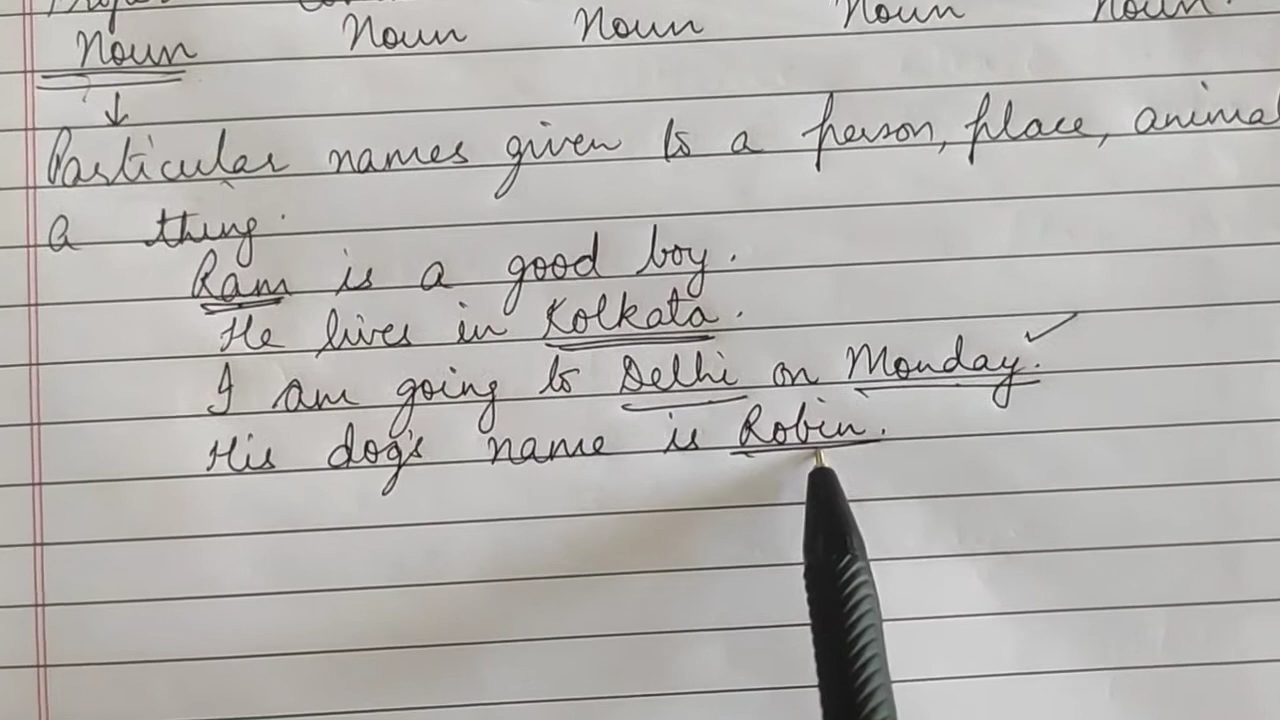 Noun Noun Noun Noun Noun.
Particular names given to a person, place, animal
a thing.
Ram is a good boy.
He lives in Kolkata.
I am going to Delhi on Monday.
His dog's name is Robin.